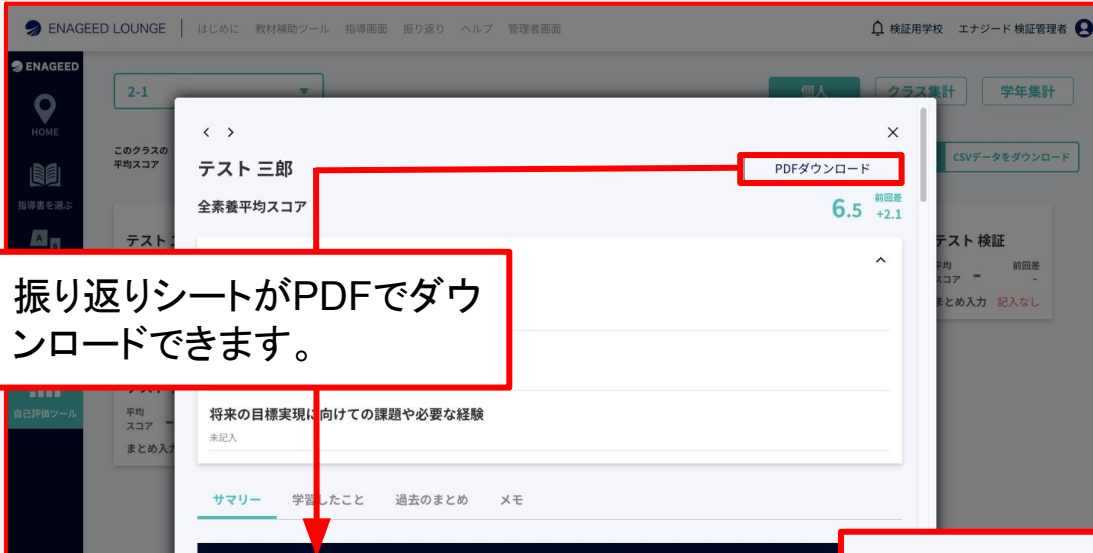 ENAGEED LOUNGE はじめに 教材補助ツール 指導画面 振り返り ヘルプ 管理者画面 検証用学校 エナジード 検証管理者
ENAGEED
2-1 個人 クラス集計 学年集計
HOME
このクラスの
平均スコア
CSVデータをダウンロード
指導書を選ぶ
テスト 三郎 PDFダウンロード
全素養平均スコア 6.5 前回差
+2.1
テスト
テスト 検証
平均
スコア - 前回差
-
まとめ入力 記入なし
振り返りシートがPDFでダウ
ンロードできます。
自己評価ツール
平均
スコア -
まとめ入力
将来の目標実現に向けての課題や必要な経験
未記入
サマリー 学習したこと 過去のまとめ メモ